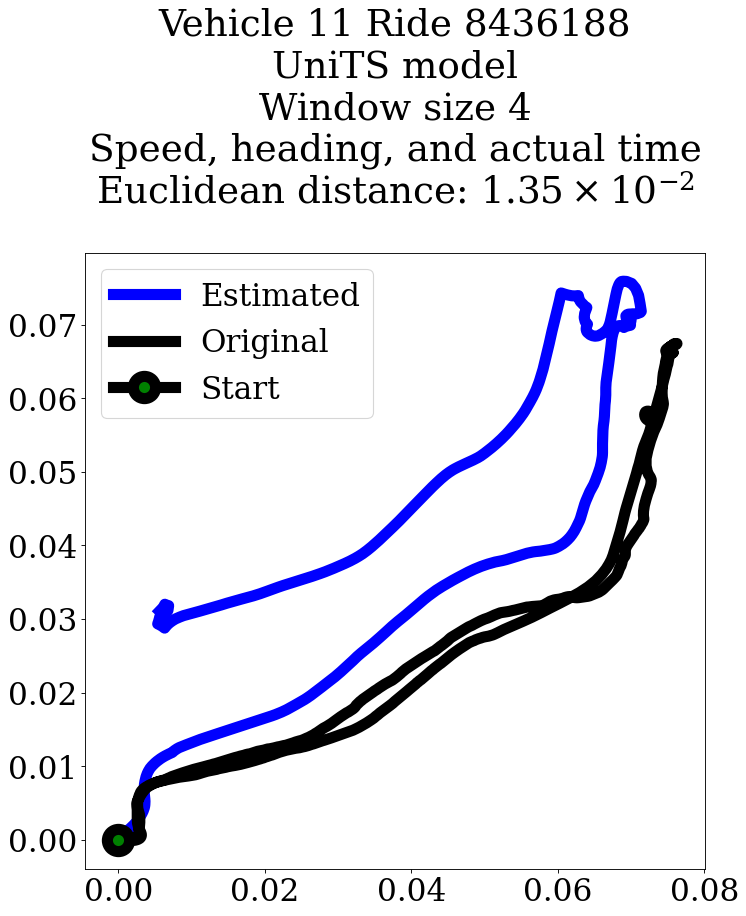 Vehicle 11 Ride 8436188
UniTS model
Window size 4
Speed, heading, and actual time
Euclidean distance: 1.35 × 10⁻²
Estimated
Original
Start
0.07
0.06
0.05
0.04
0.03
0.02
0.01
0.00
0.00 0.02 0.04 0.06 0.08